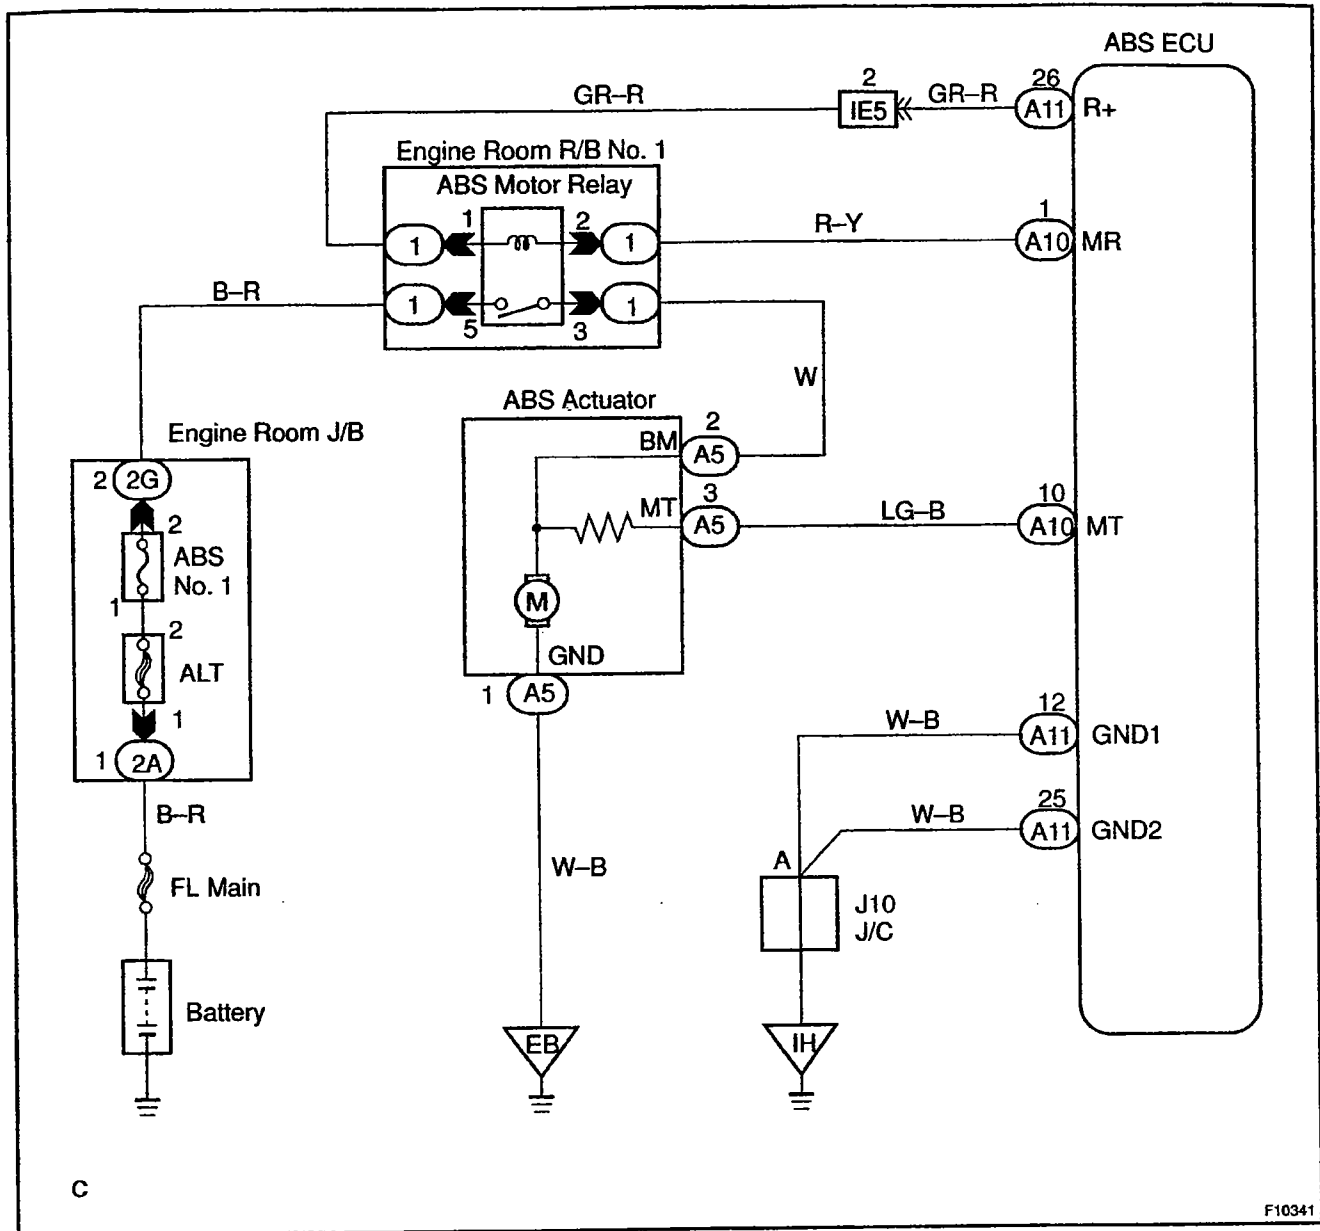 ABS ECU
2
26
GR–R
IE5
GR–R
A11
R+
Engine Room R/B No. 1
ABS Motor Relay
1
2
1
1
R–Y
1
A10
MR
B–R
1
1
5
3
W
ABS Actuator
Engine Room J/B
BM
2
A5
2
2G
MT
3
A5
LG–B
10
A10
MT
2
ABS
No. 1
1
M
2
ALT
GND
1
1
A5
1
2A
W–B
12
A11
GND1
B–R
W–B
25
A11
GND2
FL Main
W–B
A
J10
J/C
Battery
EB
IH
C
F10341